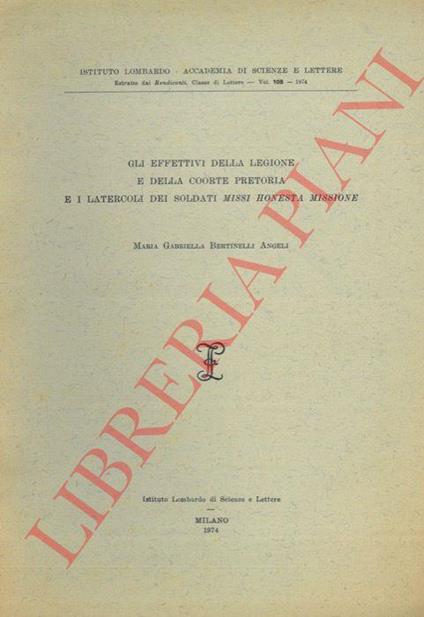 ISTITUTO LOMBARDO - ACCADEMIA DI SCIENZE E LETTERE
Estratto dai Rendiconti, Classe di Lettere — Vol. 108 — 1974
GLI EFFETTIVI DELLA LEGIONE
E DELLA COORTE PRETORIA
E I LATERCOLI DEI SOLDATI MISSI HONESTA MISSIONE
MARIA GABRIELLA BERTINELLI ANGELI
Istituto Lombardo di Scienze e Lettere
MILANO
1974
LIBRERIA PIANI